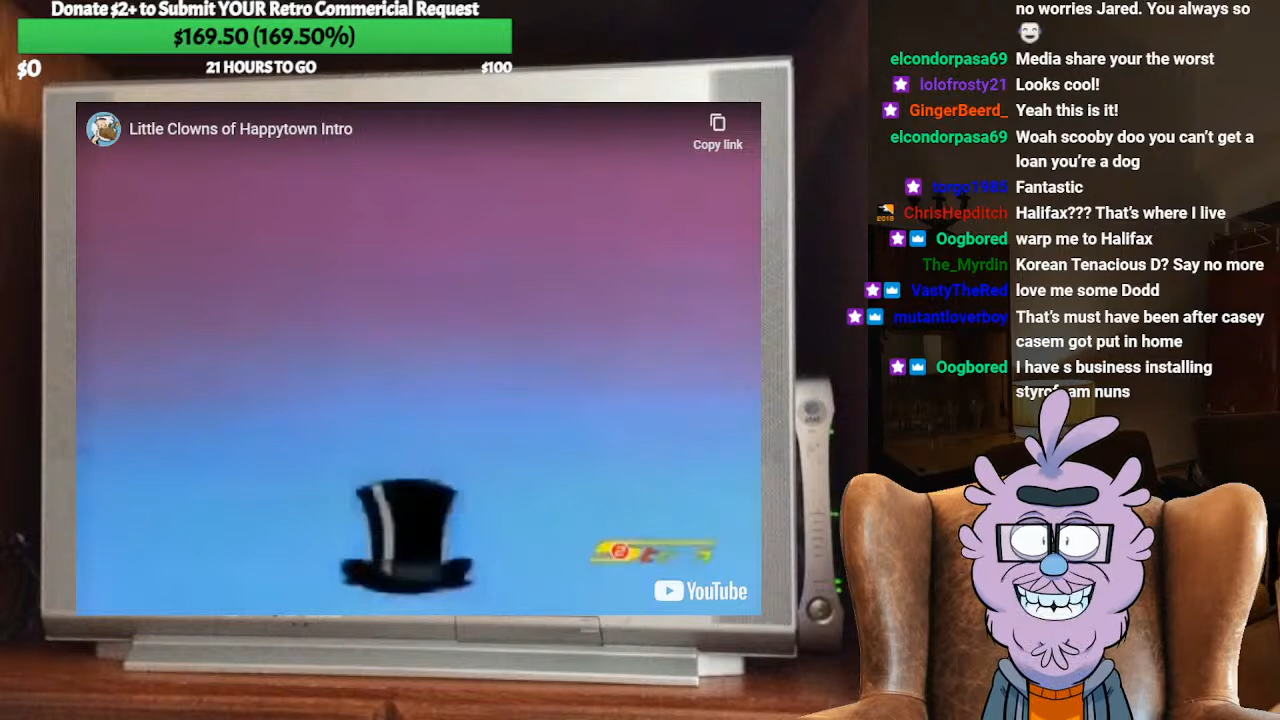 Donate $2+ to Submit YOUR Retro Commericial Request
$169.50 (169.50%)
$0
21 HOURS TO GO
$100
Little Clowns of Happytown Intro
Copy link
YouTube
no worries Jared. You always so
elcondorpasa69 Media share your the worst
lolofrosty21 Looks cool!
GingerBeerd_ Yeah this is it!
elcondorpasa69 Woah scooby doo you can't get a
loan you're a dog
torgo1985 Fantastic
2018 ChrisHepditch Halifax??? That's where I live
Oogbored warp me to Halifax
The_Myrdin Korean Tenacious D? Say no more
VastyTheRed love me some Dodd
mutantloverboy That's must have been after casey
casem got put in home
Oogbored I have s business installing
styrofoam nuns